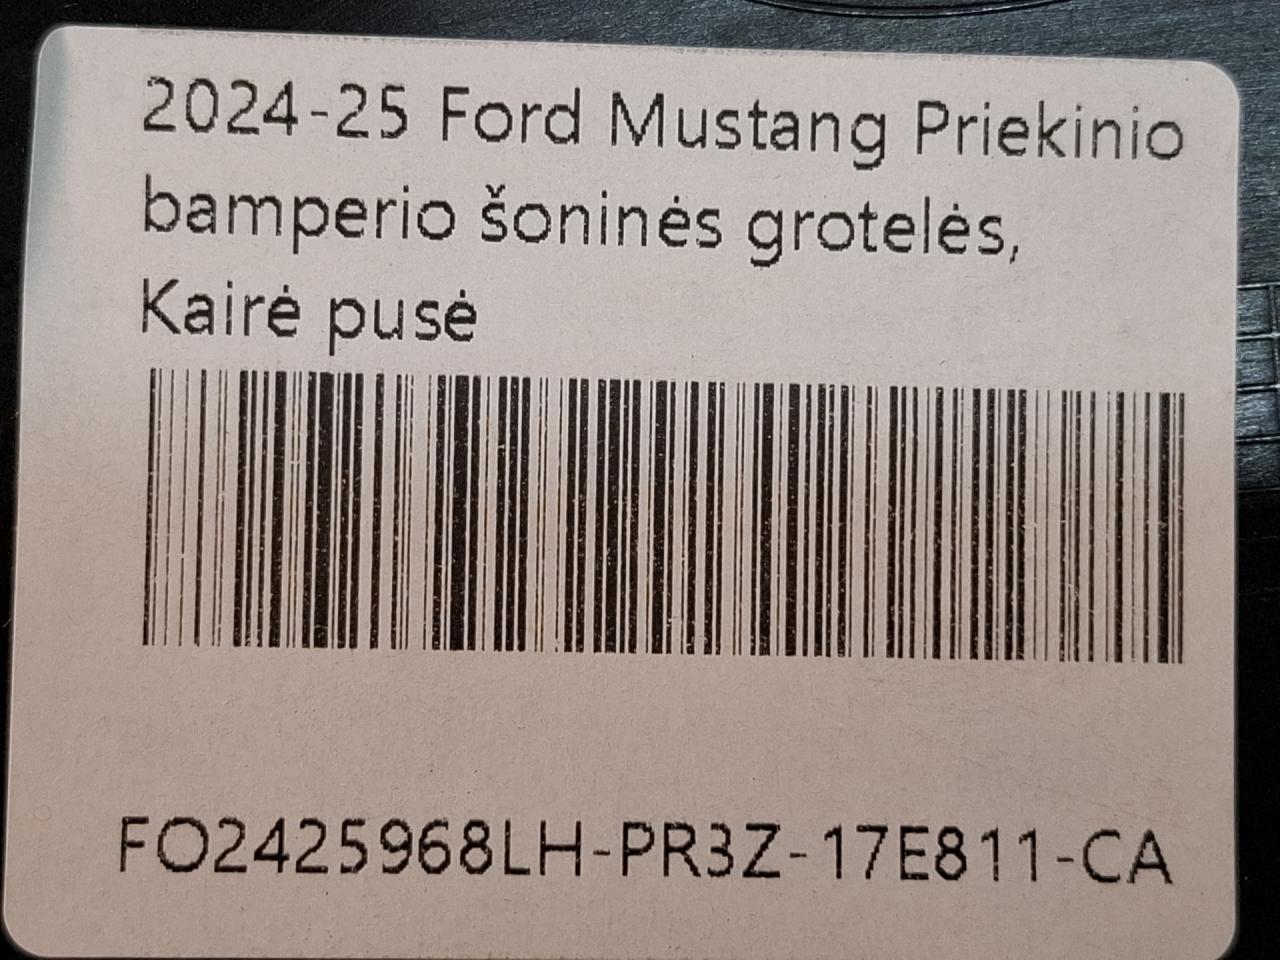 2024-25 Ford Mustang Priekinio
bamperio šoninės grotelės,
Kairė pusė
FO2425968LH-PR3Z-17E811-CA